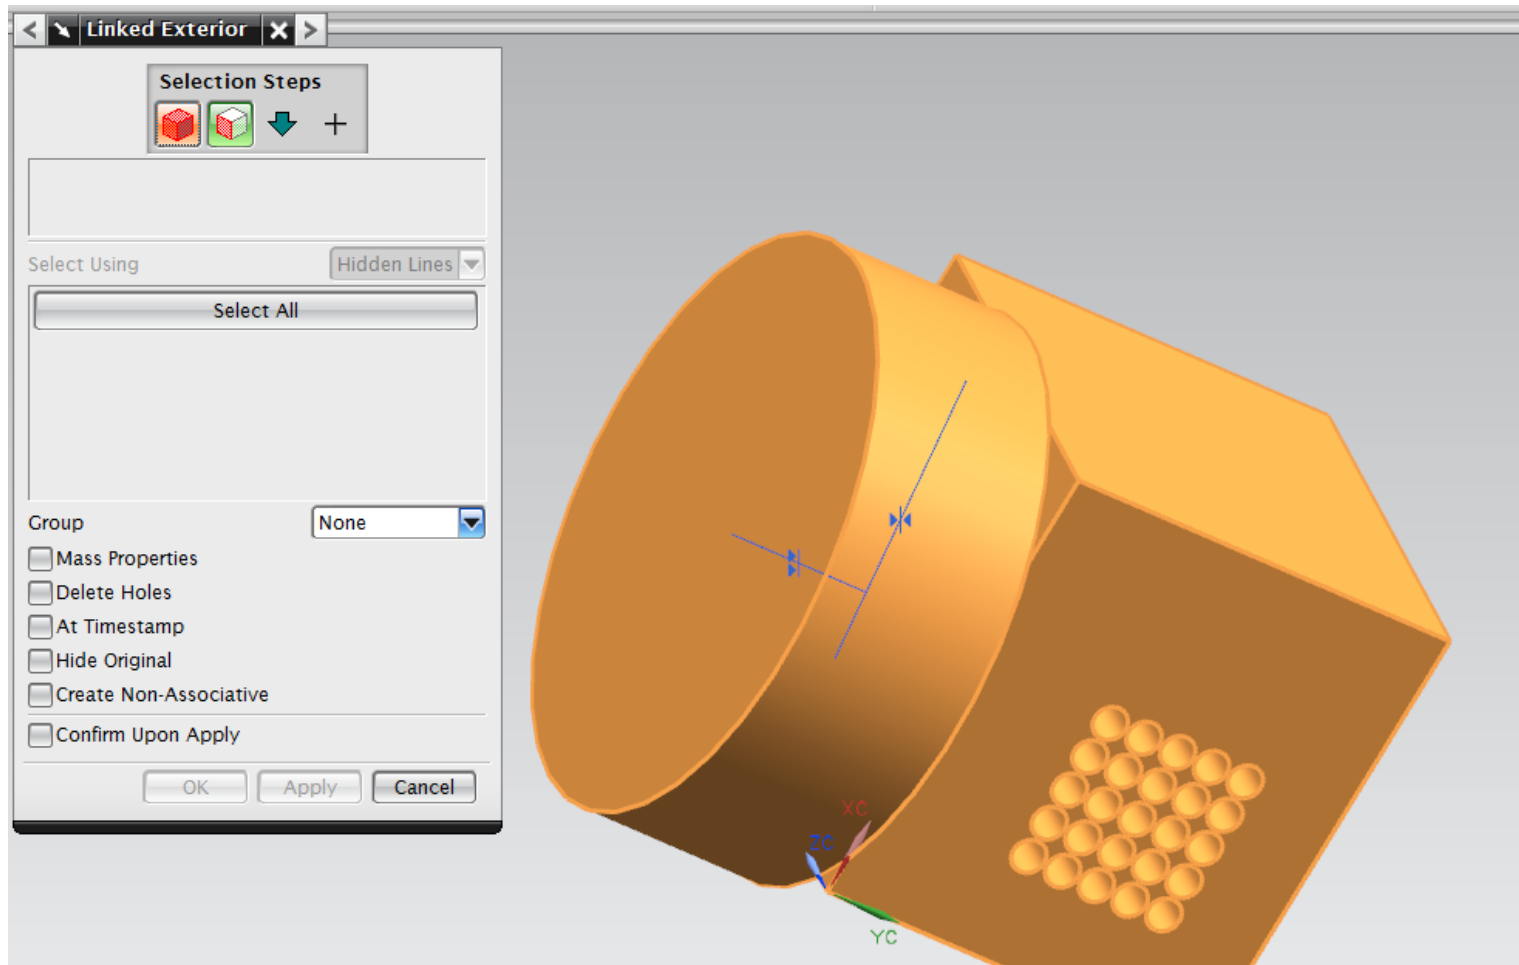 Linked Exterior
Selection Steps
Select Using
Hidden Lines
Select All
Group
None
Mass Properties
Delete Holes
At Timestamp
Hide Original
Create Non-Associative
Confirm Upon Apply
OK
Apply
Cancel
XC
ZC
YC